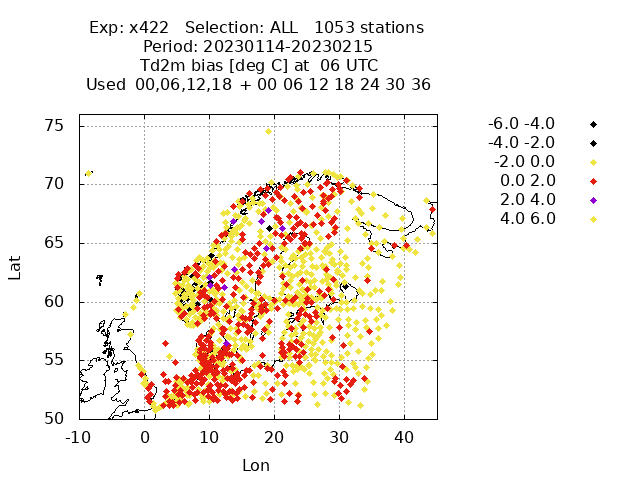 Exp: x422   Selection: ALL   1053 stations
Period: 20230114-20230215
Td2m bias [deg C] at  06 UTC
Used  00,06,12,18 + 00 06 12 18 24 30 36
-6.0 -4.0
-4.0 -2.0
-2.0 0.0
0.0 2.0
2.0 4.0
4.0 6.0
75
70
65
60
55
50
Lat
-10 0 10 20 30 40
Lon